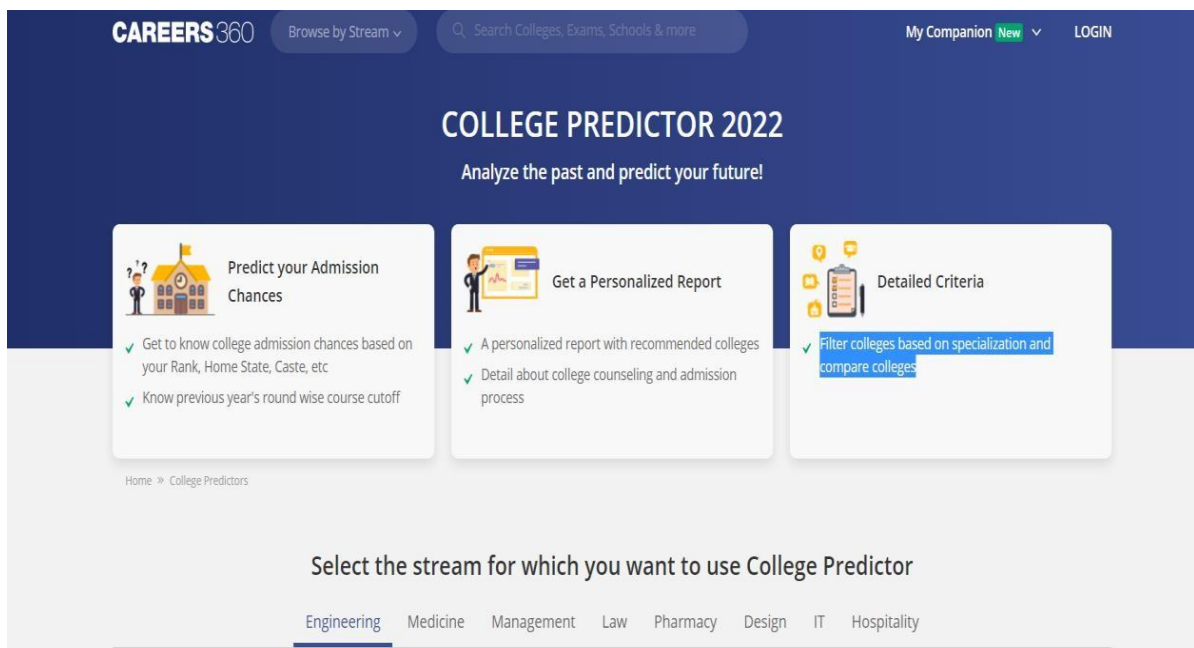 CAREERS360 Browse by Stream Search Colleges, Exams, Schools & more My Companion New LOGIN
COLLEGE PREDICTOR 2022
Analyze the past and predict your future!
Predict your Admission
Chances
Get to know college admission chances based on
your Rank, Home State, Caste, etc
Know previous year's round wise course cutoff
Get a Personalized Report
A personalized report with recommended colleges
Detail about college counseling and admission
process
Detailed Criteria
Filter colleges based on specialization and
compare colleges
Home » College Predictors
Select the stream for which you want to use College Predictor
Engineering Medicine Management Law Pharmacy Design IT Hospitality